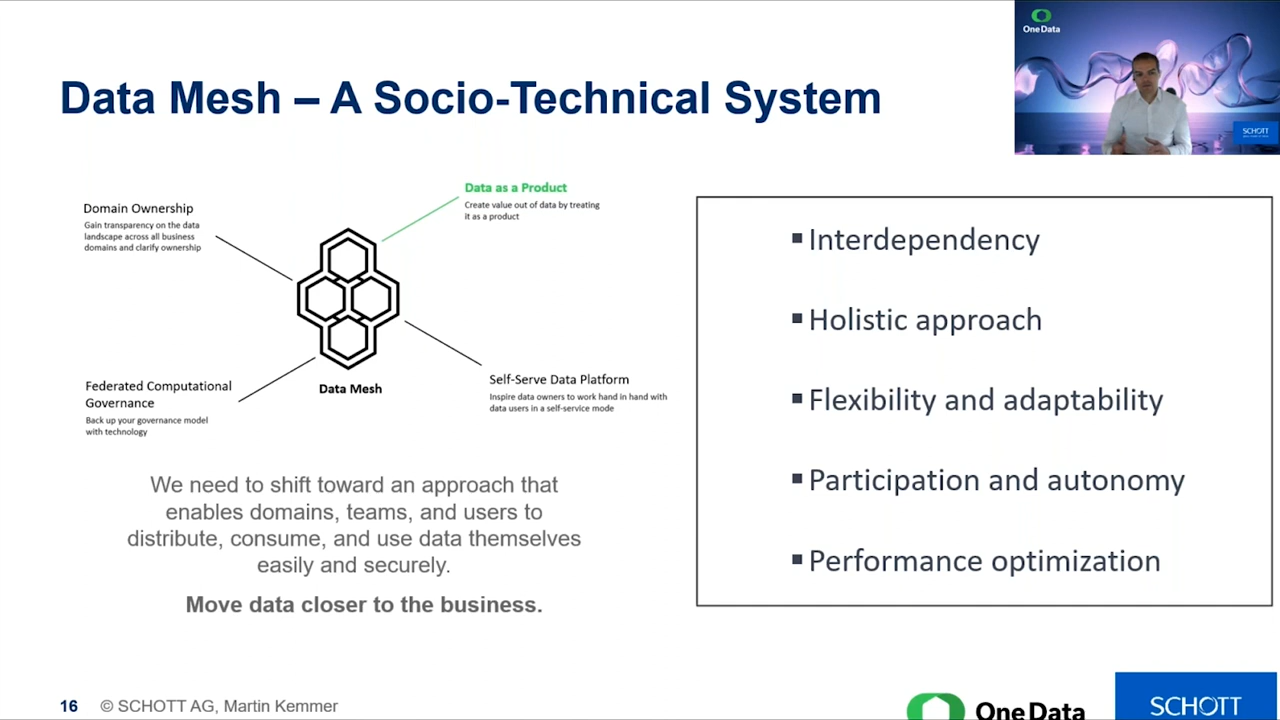 One Data
SCHOTT
Data Mesh – A Socio-Technical System
Domain Ownership
Gain transparency on the data
landscape across all business
domains and clarify ownership
Data as a Product
Create value out of data by treating
it as a product
Federated Computational
Governance
Back up your governance model
with technology
Data Mesh
Self-Serve Data Platform
Inspire data owners to work hand in hand with
data users in a self-service mode
We need to shift toward an approach that
enables domains, teams, and users to
distribute, consume, and use data themselves
easily and securely.
Move data closer to the business.
▪ Interdependency
▪ Holistic approach
▪ Flexibility and adaptability
▪ Participation and autonomy
▪ Performance optimization
16 © SCHOTT AG, Martin Kemmer
One Data
SCHOTT